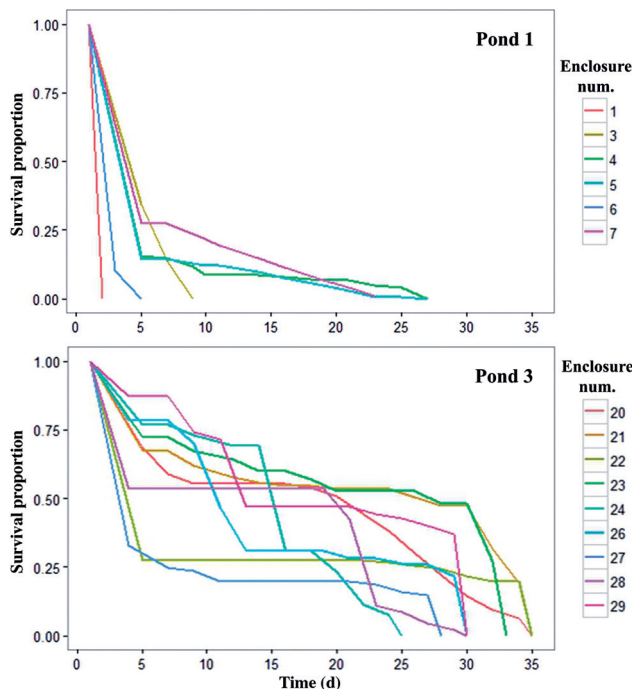 Pond 1
Enclosure
num.
1
3
4
5
6
7
Survival proportion
1.00
0.75
0.50
0.25
0.00
0 5 10 15 20 25 30 35
Pond 3
Enclosure
num.
20
21
22
23
24
26
27
28
29
Survival proportion
1.00
0.75
0.50
0.25
0.00
0 5 10 15 20 25 30 35
Time (d)